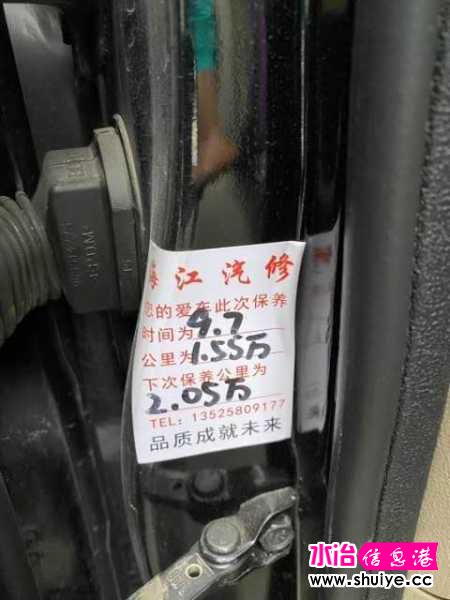 海江汽修
您的爱车此次保养
时间为9.7
公里为1.55万
下次保养公里为
2.05万
TEL: 13525809177
品质成就未来
水冶信息港
www.shuiye.cc